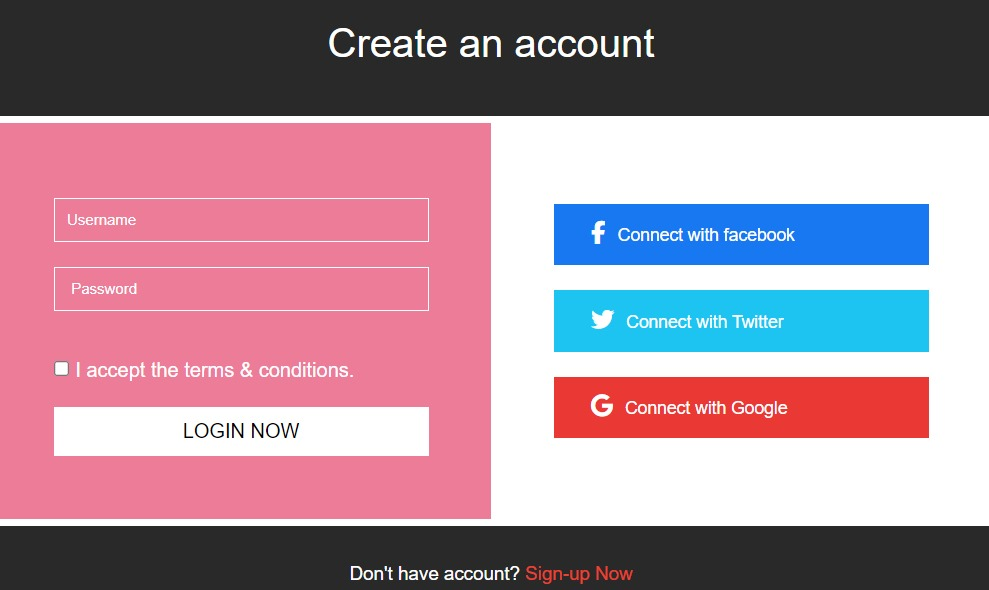 Create an account
Username
Password
I accept the terms & conditions.
LOGIN NOW
Connect with facebook
Connect with Twitter
Connect with Google
Don't have account? Sign-up Now